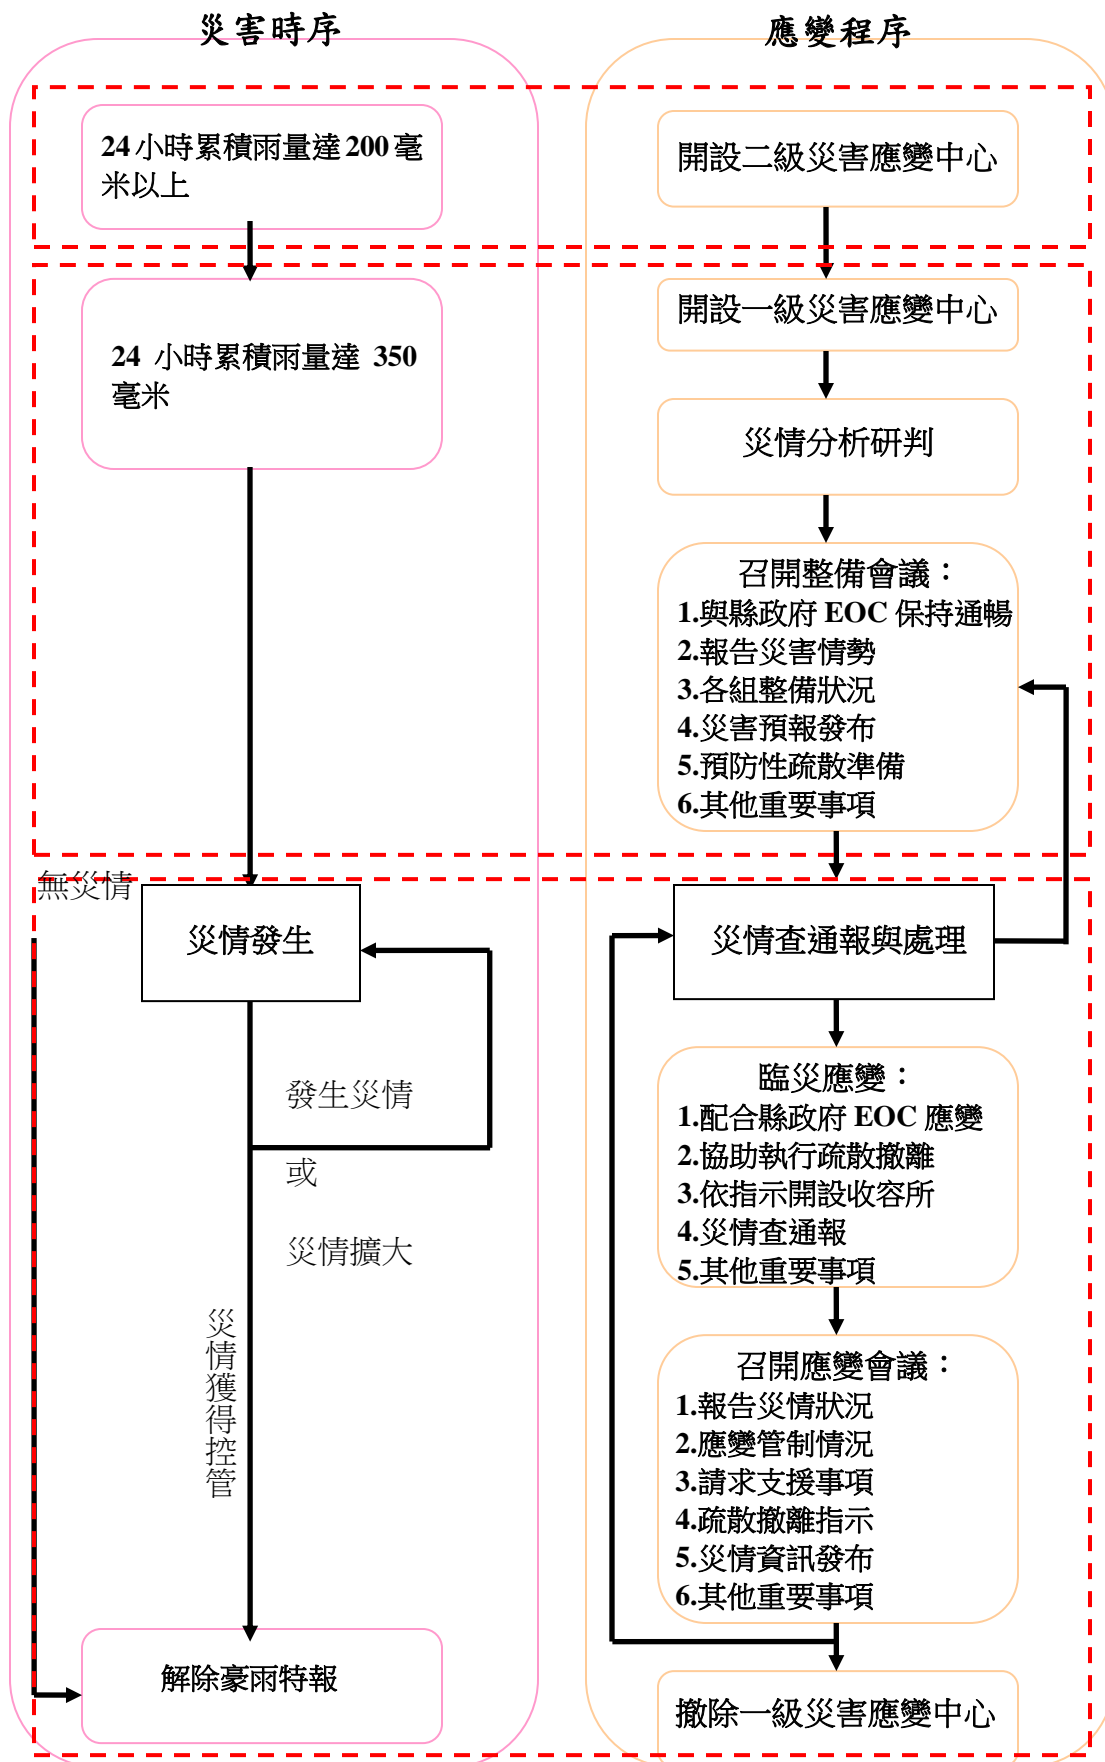 災害時序
24小時累積雨量達200毫
米以上
24 小時累積雨量達 350
毫米
無災情
災情發生
發生災情
或
災情擴大
災情獲得控管
解除豪雨特報
應變程序
開設二級災害應變中心
開設一級災害應變中心
災情分析研判
召開整備會議：
1.與縣政府 EOC 保持通暢
2.報告災害情勢
3.各組整備狀況
4.災害預報發布
5.預防性疏散準備
6.其他重要事項
災情查通報與處理
臨災應變：
1.配合縣政府 EOC 應變
2.協助執行疏散撤離
3.依指示開設收容所
4.災情查通報
5.其他重要事項
召開應變會議：
1.報告災情狀況
2.應變管制情況
3.請求支援事項
4.疏散撤離指示
5.災情資訊發布
6.其他重要事項
撤除一級災害應變中心